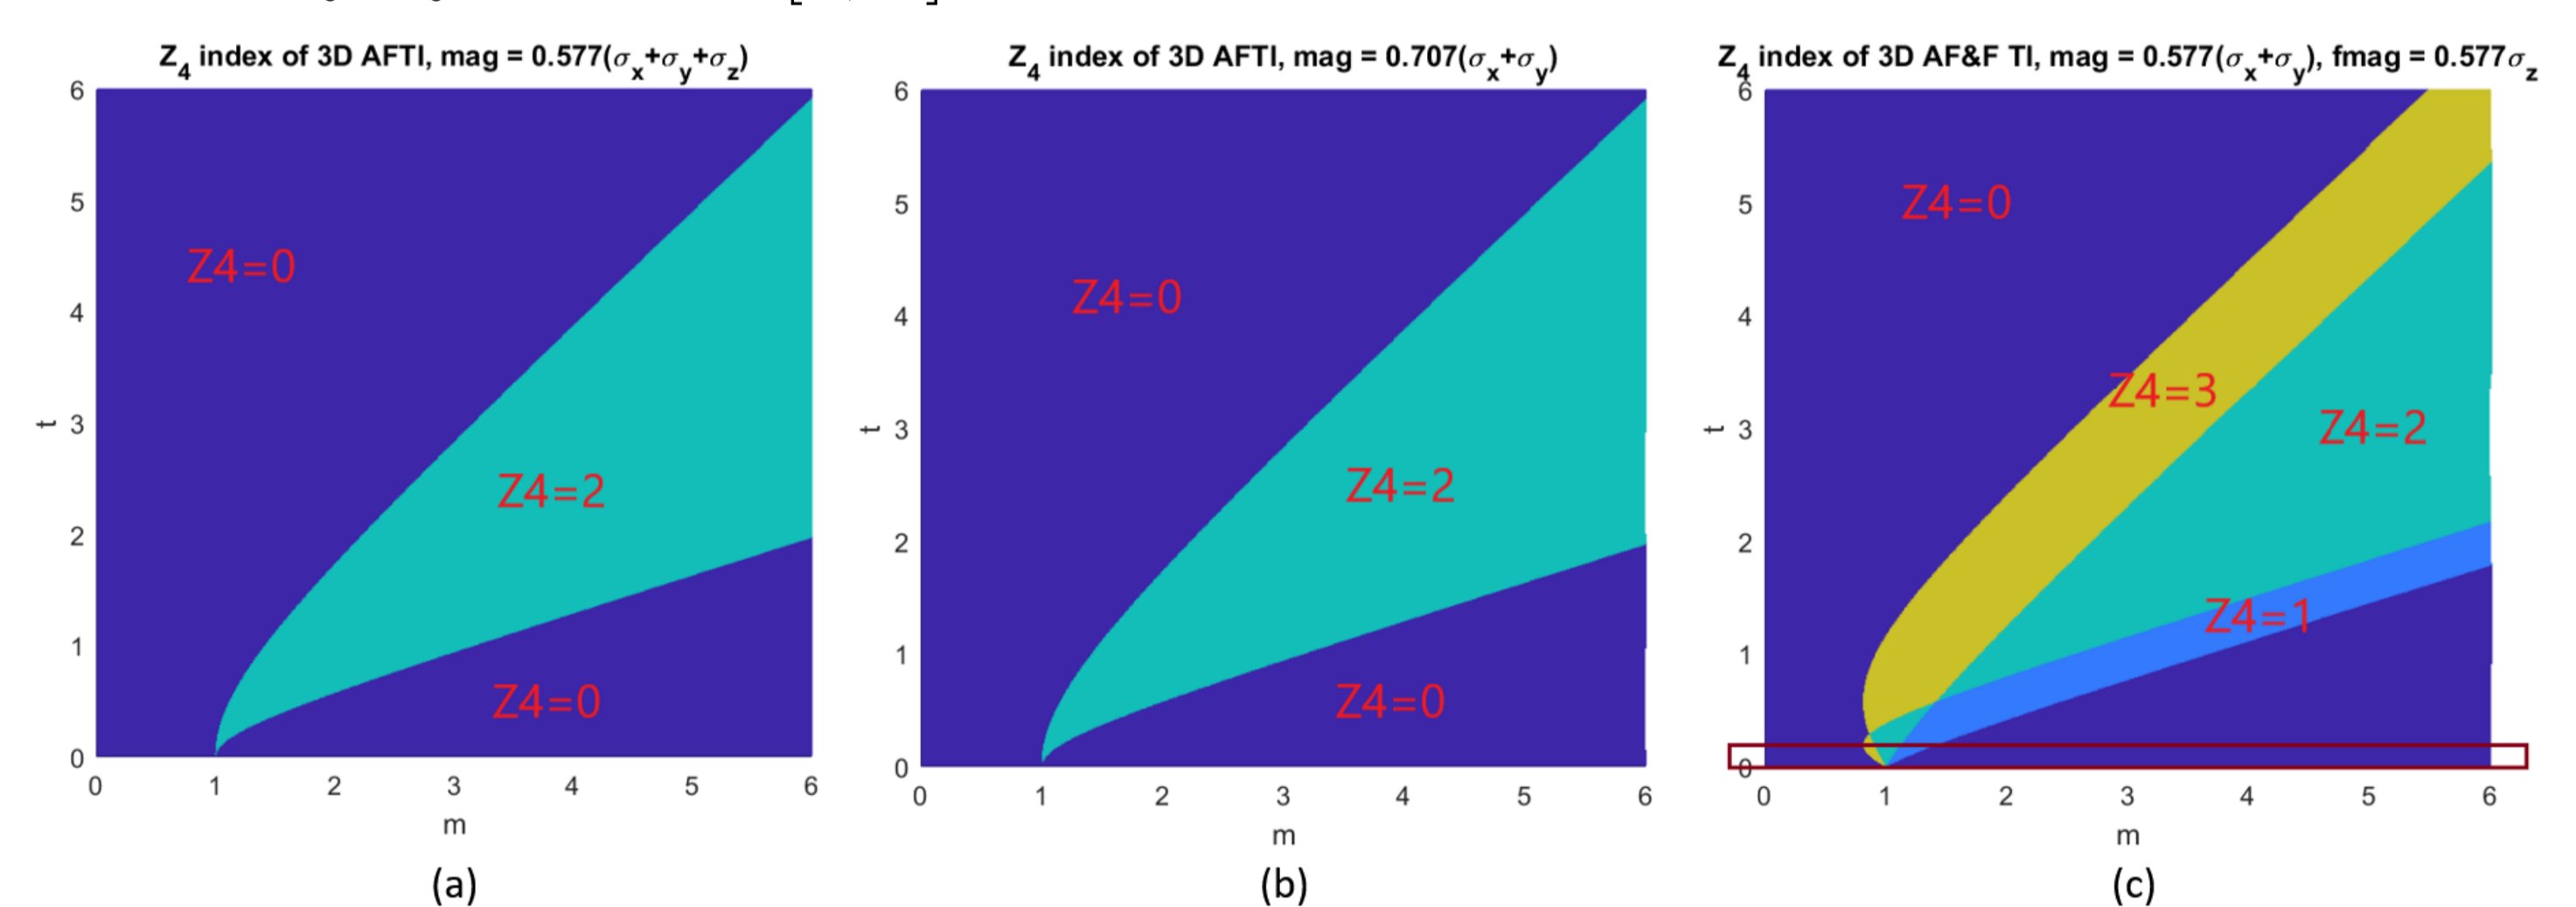 Z4 index of 3D AFTI, mag = 0.577(σx+σy+σz)
6
5
4
3
2
1
0
t
Z4=0
Z4=2
Z4=0
0 1 2 3 4 5 6
m
(a)
Z4 index of 3D AFTI, mag = 0.707(σx+σy)
6
5
4
3
2
1
0
t
Z4=0
Z4=2
Z4=0
0 1 2 3 4 5 6
m
(b)
Z4 index of 3D AF&F TI, mag = 0.577(σx+σy), fmag = 0.577σz
6
5
4
3
2
1
0
t
Z4=0
Z4=3
Z4=2
Z4=1
0 1 2 3 4 5 6
m
(c)